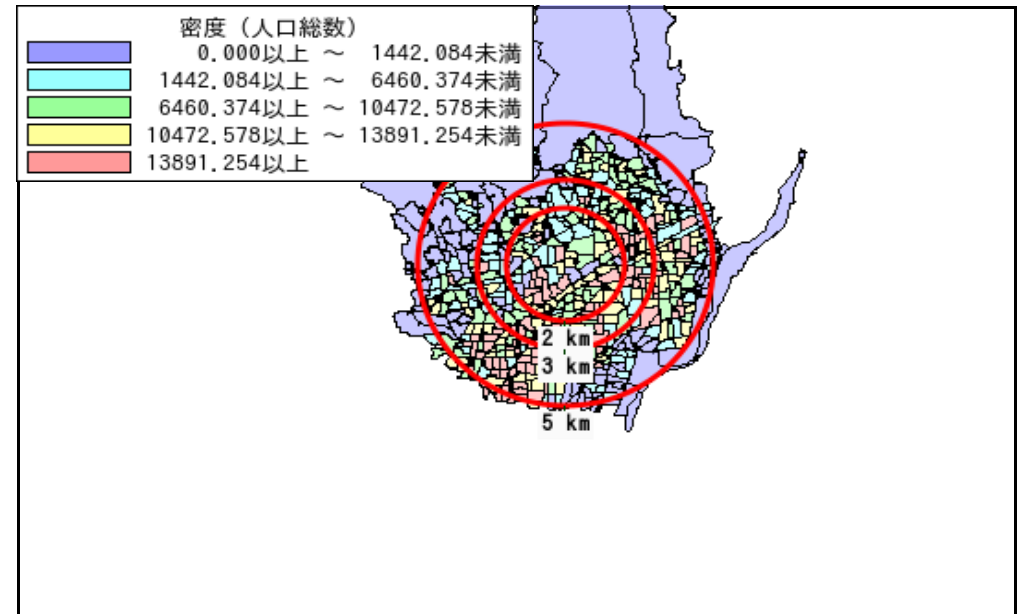 密度（人口総数）
0.000以上 ～ 1442.084未満
1442.084以上 ～ 6460.374未満
6460.374以上 ～ 10472.578未満
10472.578以上 ～ 13891.254未満
13891.254以上
2 km
3 km
5 km